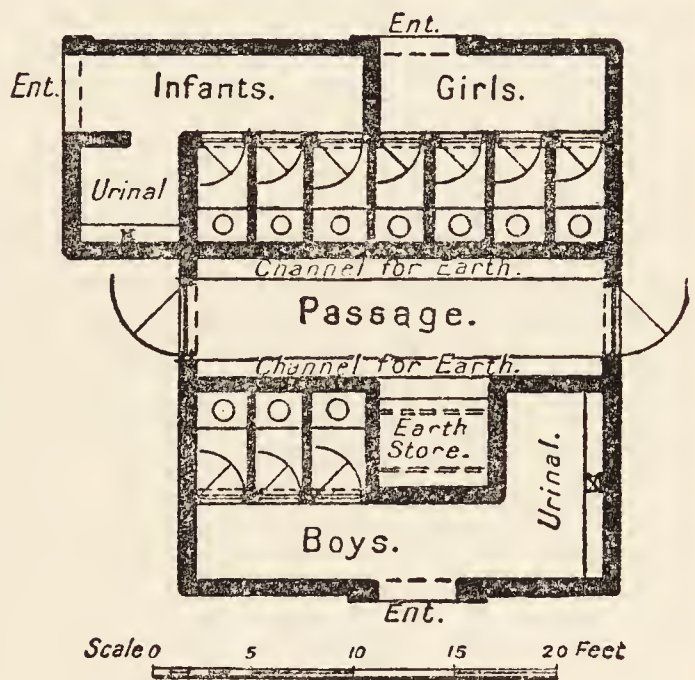 Ent.
Ent. Infants. Girls.
Urinal
Channel for Earth.
Passage.
Channel for Earth.
Earth
Store.
Urinal.
Boys.
Ent.
Scale 0 5 10 15 20 Feet